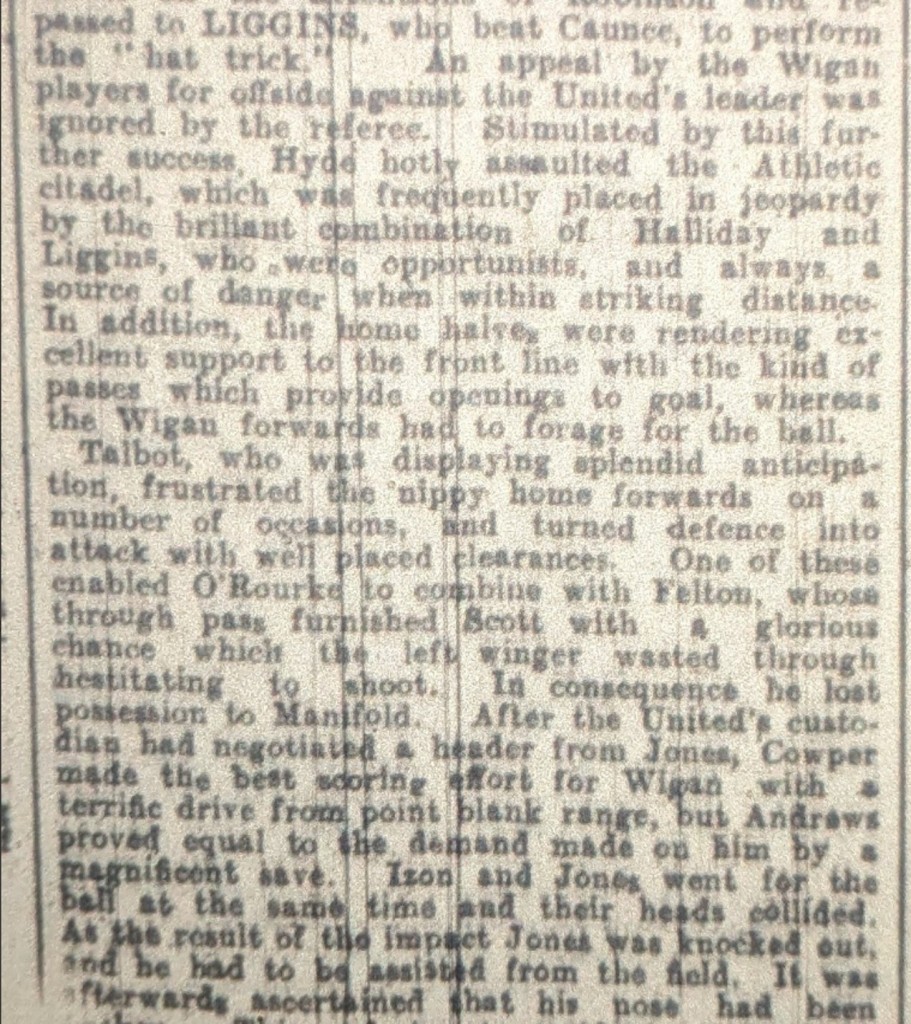 passed to LIGGINS, who beat Caunce, to perform
the "hat trick." An appeal by the Wigan
players for offside against the United's leader was
ignored by the referee. Stimulated by this fur-
ther success, Hyde hotly assaulted the Athletic
citadel, which was frequently placed in jeopardy
by the brilliant combination of Halliday and
Liggins, who were opportunists, and always a
source of danger when within striking distance.
In addition, the home halves were rendering ex-
cellent support to the front line with the kind of
passes which provide openings to goal, whereas
the Wigan forwards had to forage for the ball.
Talbot, who was displaying splendid anticipa-
tion, frustrated the nippy home forwards on a
number of occasions, and turned defence into
attack with well placed clearances. One of these
enabled O'Rourke to combine with Felton, whose
through pass furnished Scott with a glorious
chance which the left winger wasted through
hestitating to shoot. In consequence he lost
possession to Manifold. After the United's custo-
dian had negotiated a header from Jones, Cowper
made the best scoring effort for Wigan with a
terrific drive from point blank range, but Andrews
proved equal to the demand made on him by a
magnificent save. Izon and Jones went for the
ball at the same time and their heads collided.
As the result of the impact Jones was knocked out,
and he had to be assisted from the field. It was
afterwards ascertained that his nose had been